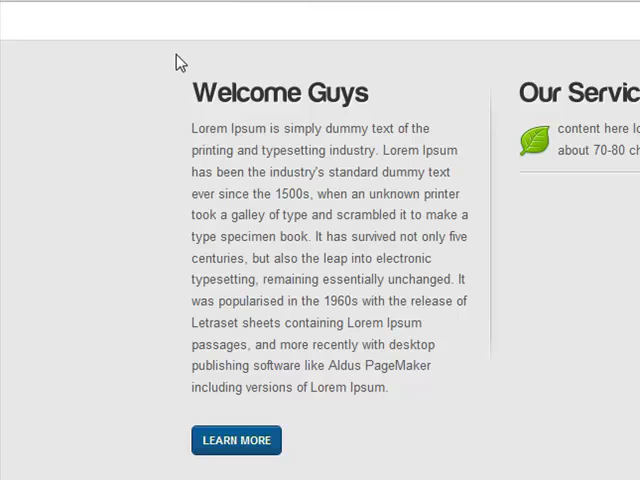 Welcome Guys
Lorem Ipsum is simply dummy text of the
printing and typesetting industry. Lorem Ipsum
has been the industry's standard dummy text
ever since the 1500s, when an unknown printer
took a galley of type and scrambled it to make a
type specimen book. It has survived not only five
centuries, but also the leap into electronic
typesetting, remaining essentially unchanged. It
was popularised in the 1960s with the release of
Letraset sheets containing Lorem Ipsum
passages, and more recently with desktop
publishing software like Aldus PageMaker
including versions of Lorem Ipsum.
LEARN MORE
Our Servic
content here lo
about 70-80 ch